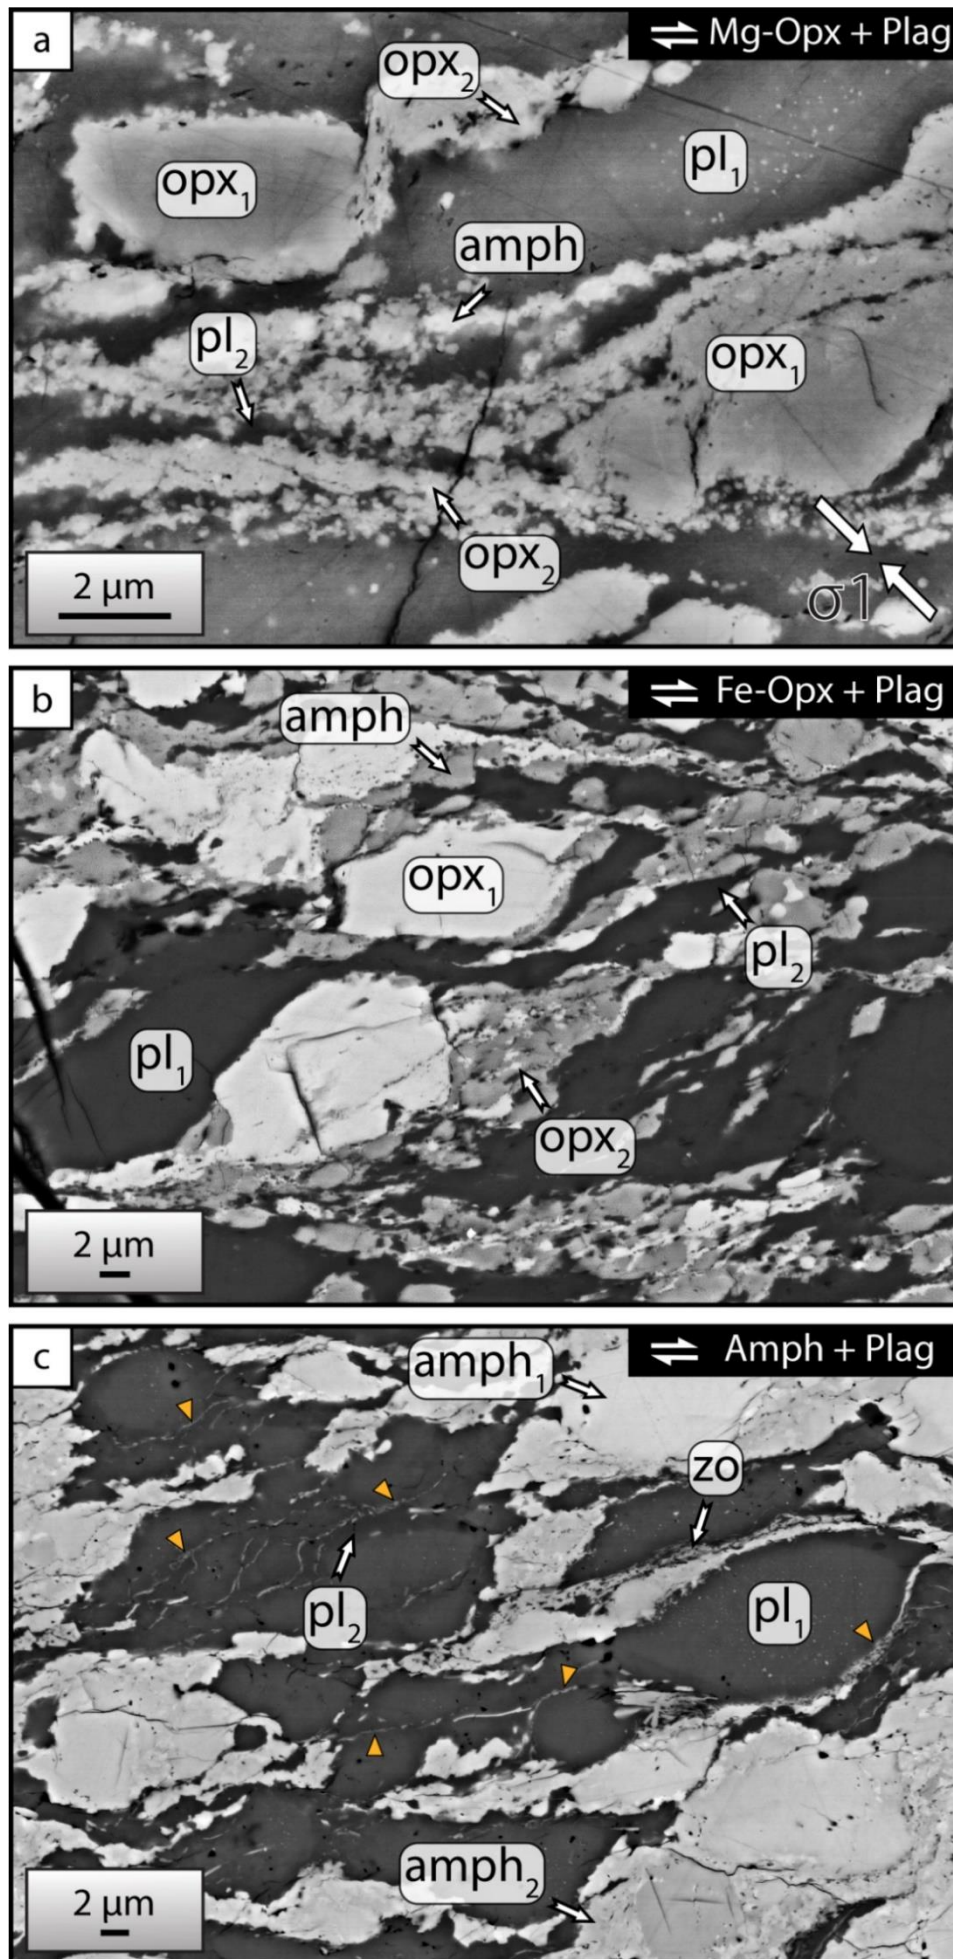 a
⇌ Mg-Opx + Plag
opx₂
opx₁
pl₁
amph
pl₂
opx₁
opx₂
2 µm
σ1
b
⇌ Fe-Opx + Plag
amph
opx₁
pl₂
pl₁
opx₂
2 µm
c
⇌ Amph + Plag
amph₁
zo
pl₁
pl₂
amph₂
2 µm